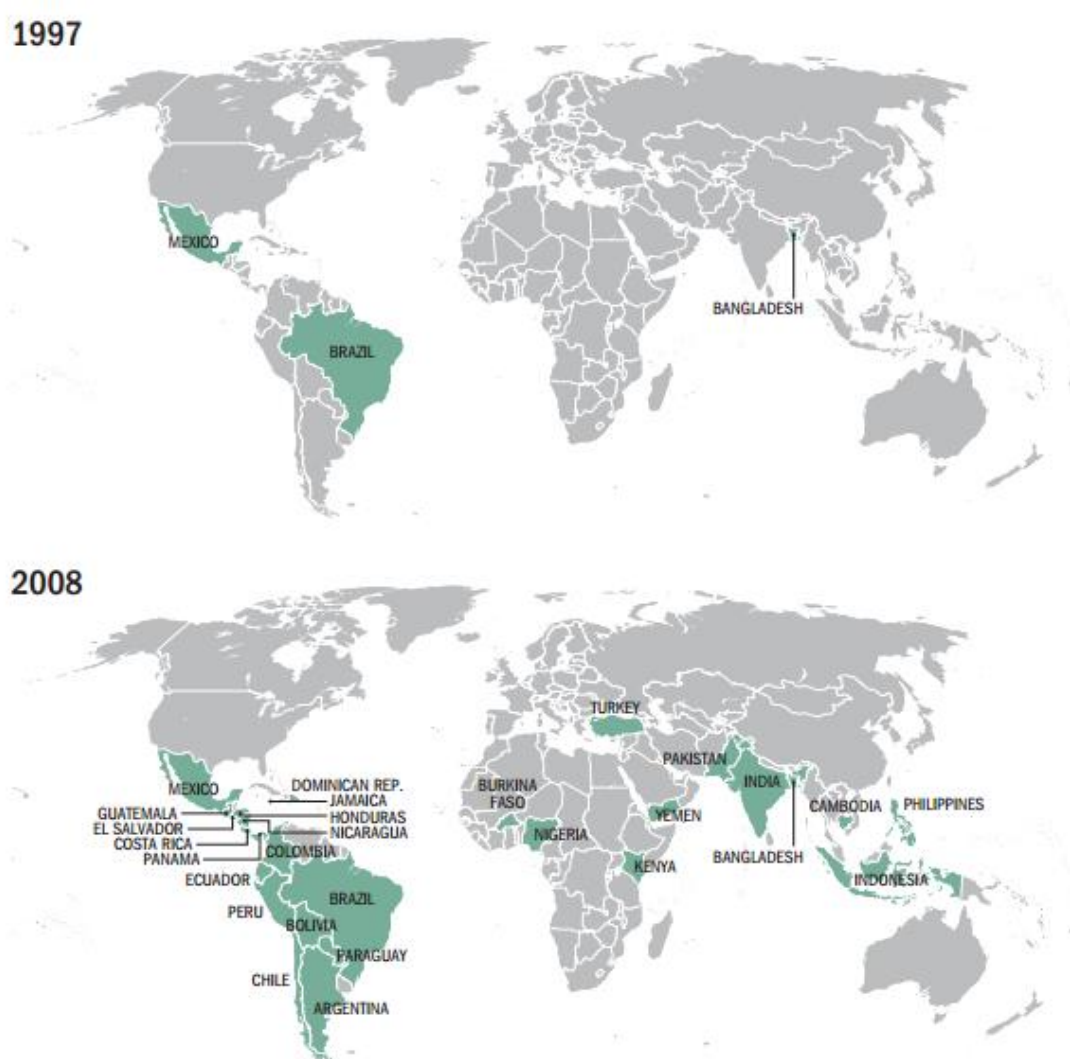 1997
MEXICO
BANGLADESH
BRAZIL
2008
TURKEY
PAKISTAN
MEXICO
DOMINICAN REP.
JAMAICA
BURKINA
FASO
INDIA
CAMBODIA
PHILIPPINES
GUATEMALA
HONDURAS
YEMEN
EL SALVADOR
NICARAGUA
NIGERIA
COSTA RICA
PANAMA
COLOMBIA
BANGLADESH
KENYA
ECUADOR
INDONESIA
BRAZIL
PERU
BOLIVIA
PARAGUAY
CHILE
ARGENTINA